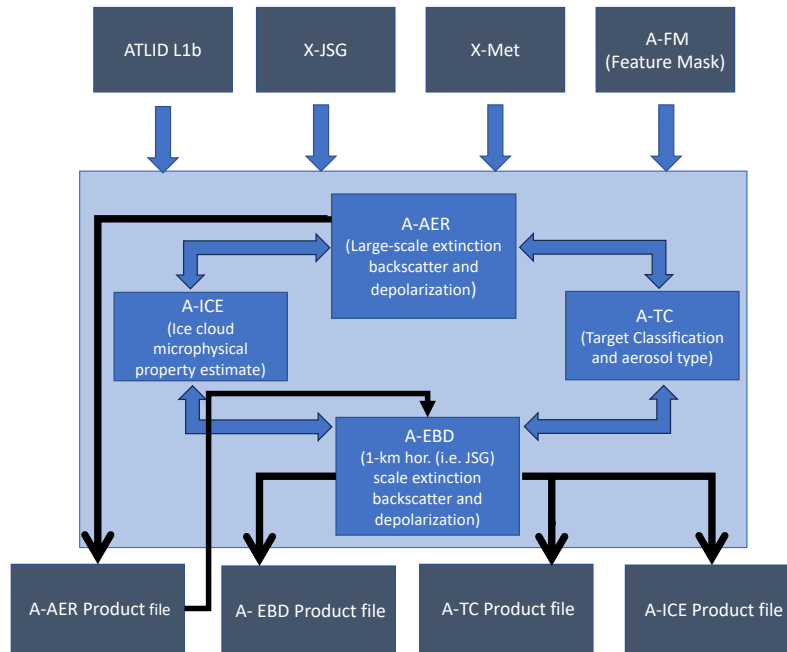 ATLID L1b
X-JSG
X-Met
A-FM
(Feature Mask)
A-AER
(Large-scale extinction
backscatter and
depolarization)
A-ICE
(Ice cloud
microphysical
property estimate)
A-TC
(Target Classification
and aerosol type)
A-EBD
(1-km hor. (i.e. JSG)
scale extinction
backscatter and
depolarization)
A-AER Product file
A- EBD Product file
A-TC Product file
A-ICE Product file